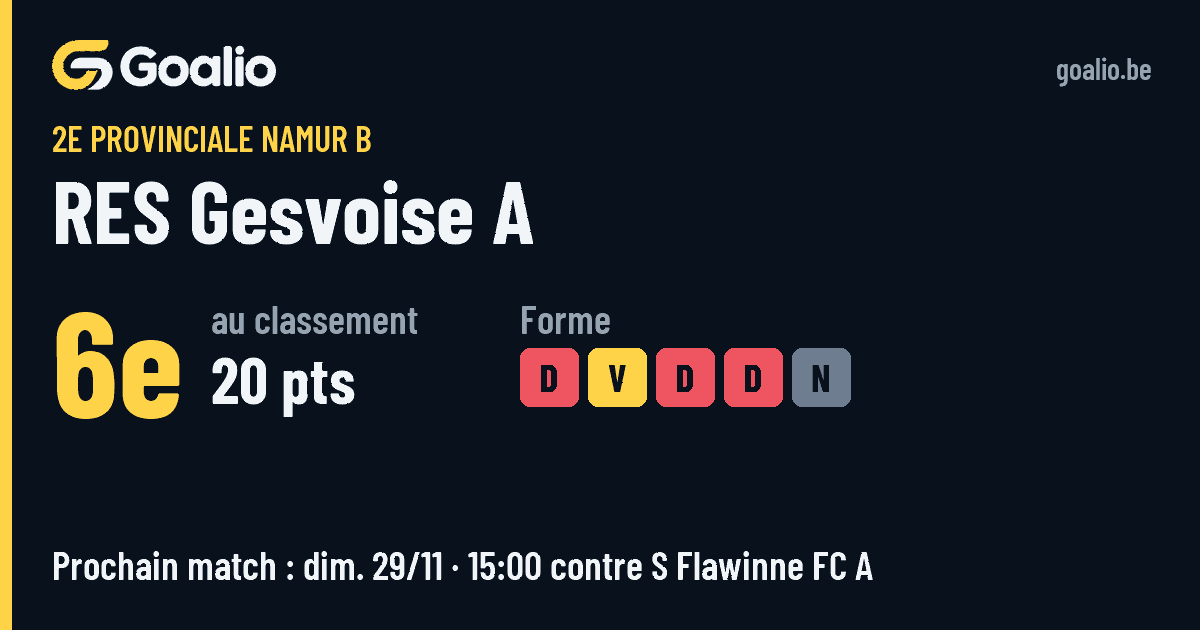 Goalio
goalio.be
2E PROVINCIALE NAMUR B
RES Gesvoise A
6e
au classement
20 pts
Forme
D V D D N
Prochain match : dim. 29/11 · 15:00 contre S Flawinne FC A